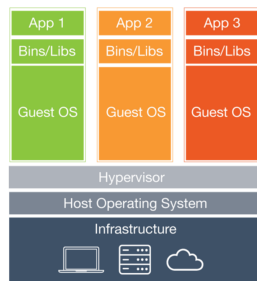 App 1
App 2
App 3
Bins/Libs
Bins/Libs
Bins/Libs
Guest OS
Guest OS
Guest OS
Hypervisor
Host Operating System
Infrastructure